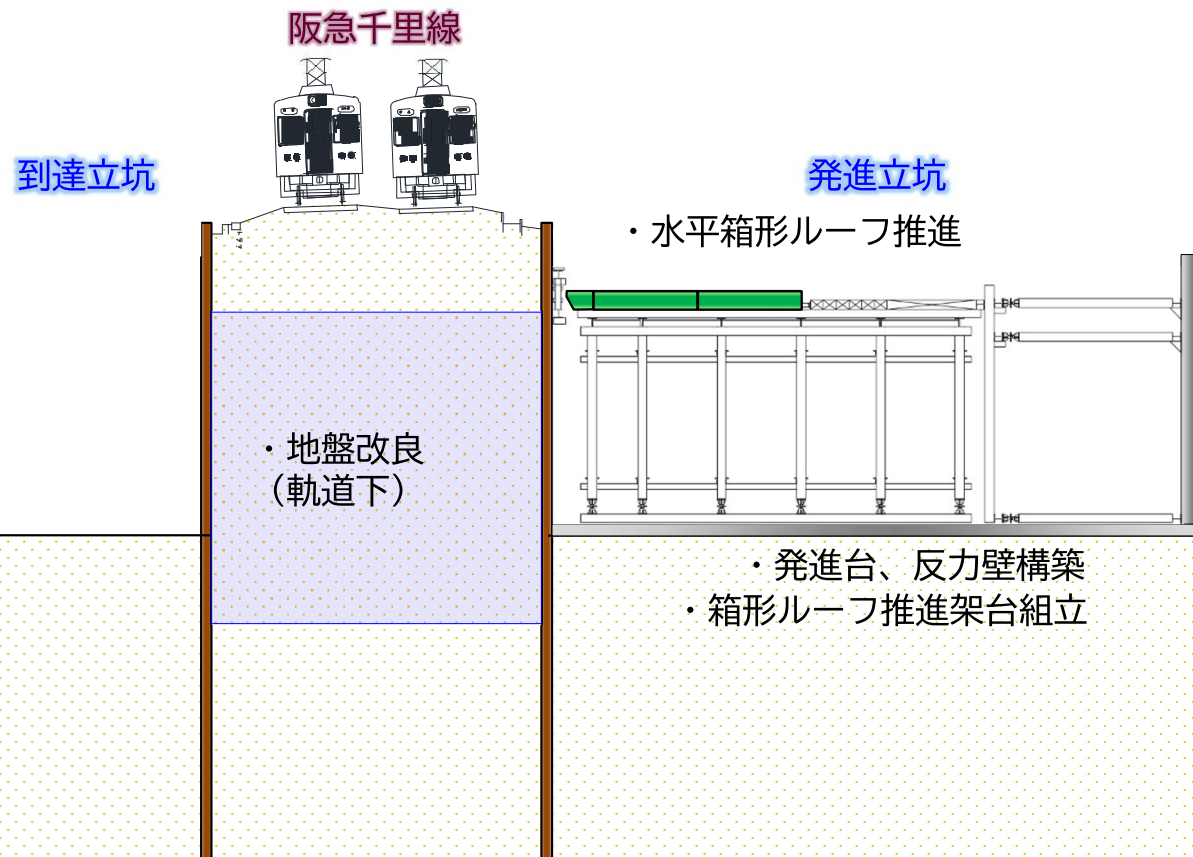 阪急千里線
到達立坑
発進立坑
・水平箱形ルーフ推進
・地盤改良
（軌道下）
・発進台、反力壁構築
・箱形ルーフ推進架台組立